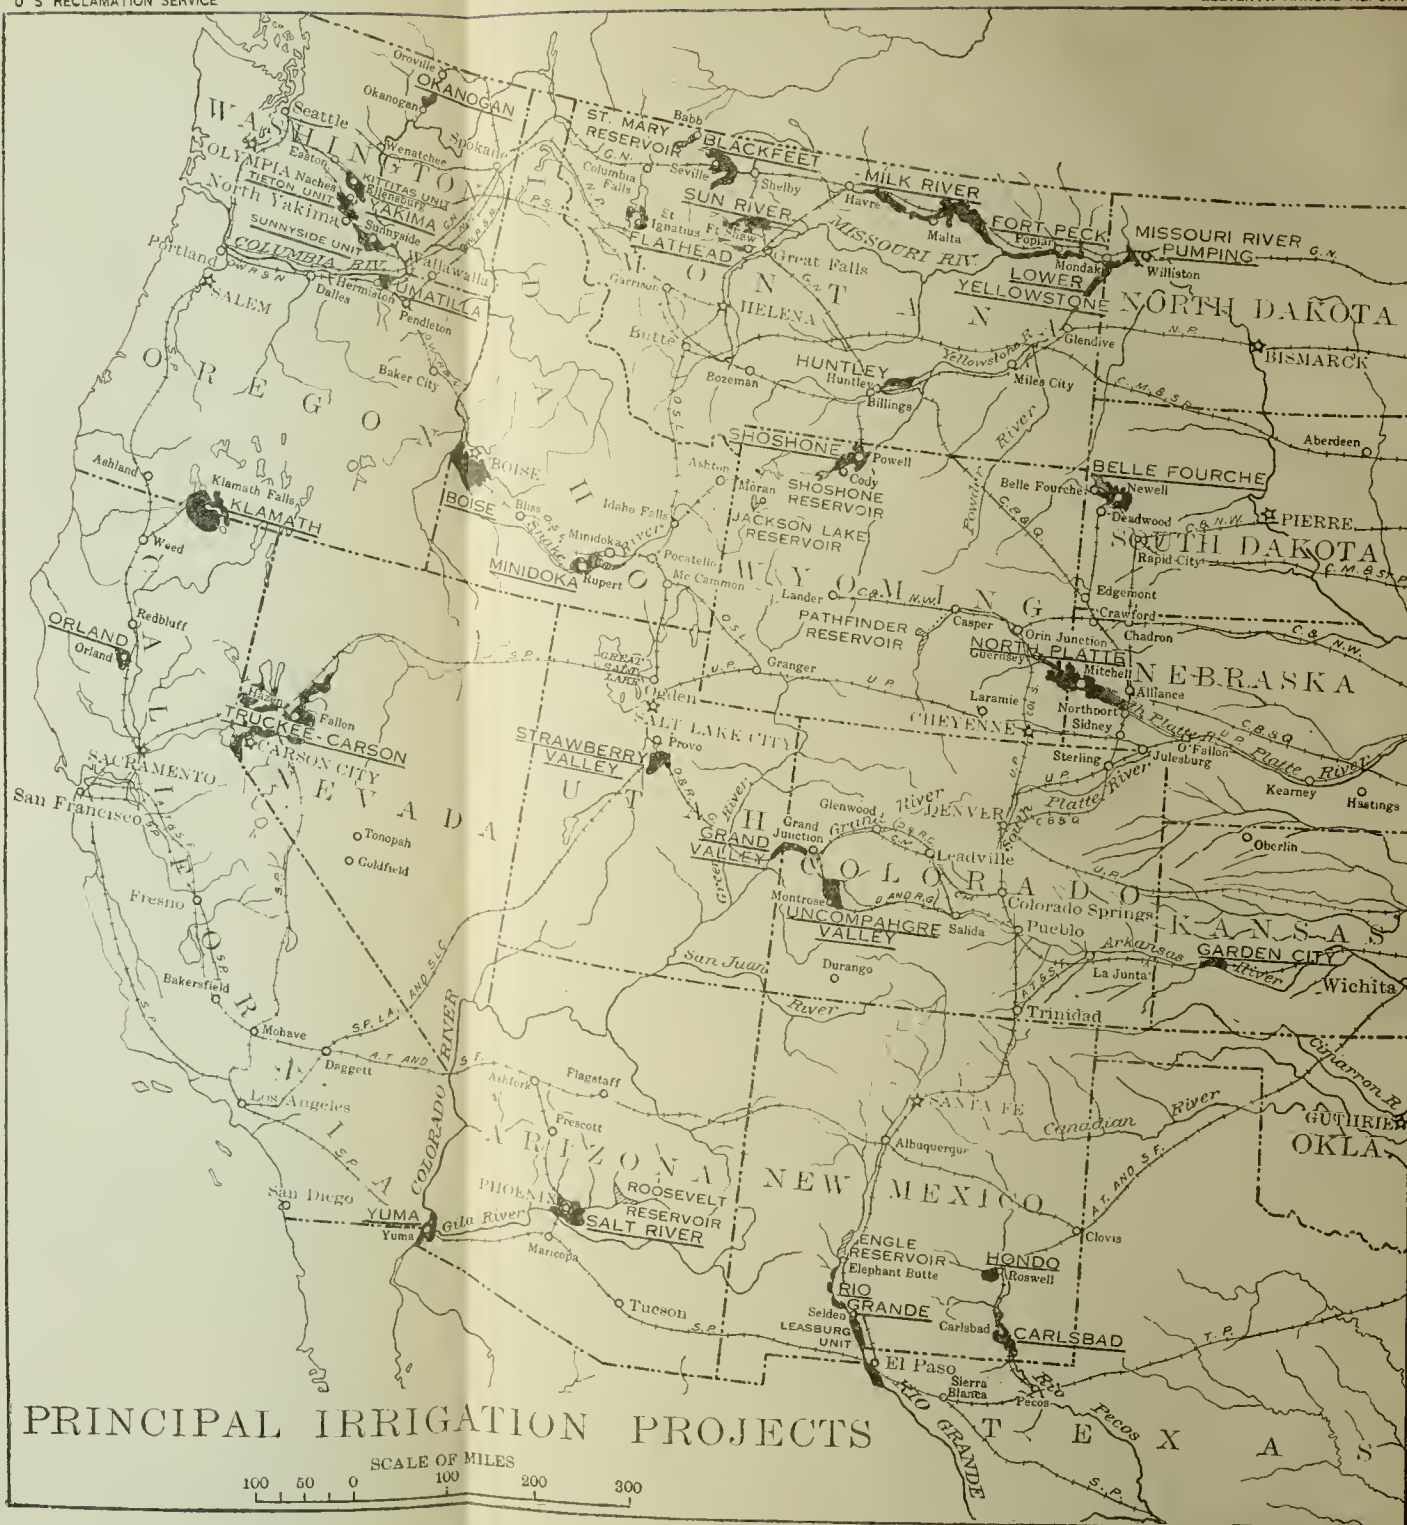 U S RECLAMATION SERVICE
Oroville
OKANOGAN
Okanogan
WASHINGTON
Seattle
Wenatchee
Spokane
OLYMPIA
Easton
KITTITAS UNIT
Ellensburg
Naches
TIETON UNIT
YAKIMA
North Yakima
Sunnyside
SUNNYSIDE UNIT
COLUMBIA RIV.
Portland
O.W.R.&N
Dalles
Wallawalla
Hermiston
UMATILLA
Pendleton
SALEM
OREGON
Baker City
S.P.
Ashland
Klamath Falls
KLAMATH
Weed
ST. MARY
RESERVOIR
Babb
BLACKFEET
G.N.
Seville
Columbia
Falls
Shelby
N.P.
SUN RIVER
St
Ignatius
Ft Shaw
FLATHEAD
Great Falls
MILK RIVER
Havre
Malta
MISSOURI RIV.
FORT PECK
Poplar
Mondak
LOWER
YELLOWSTONE
MISSOURI RIVER
PUMPING
G.N.
Williston
MONTANA
Garrison
HELENA
Butte
Bozeman
HUNTLEY
Huntley
Billings
Yellowstone R.
Glendive
Miles City
NORTH DAKOTA
N.P.
BISMARCK
C.M.&S.P.
Aberdeen
IDAHO
BOISE
BOISE
Bliss
Snake River
O.S.L.
Minidoka
MINIDOKA
Rupert
Idaho Falls
Ashton
Pocatello
Mc Cammon
O.S.L.
SHOSHONE
Powell
Cody
SHOSHONE
RESERVOIR
Moran
JACKSON LAKE
RESERVOIR
Powder River
C.B.&Q.
BELLE FOURCHE
Belle Fourche
Newell
Deadwood
C.& N.W.
PIERRE
SOUTH DAKOTA
Rapid City
C.M.& ST.P.
WYOMING
Lander
C.& N.W.
Casper
PATHFINDER
RESERVOIR
Edgemont
Crawford
Chadron
Orin Junction
C.& N.W.
NORTH PLATTE
Guernsey
Mitchell
NEBRASKA
Alliance
Northport
Sidney
Laramie
CHEYENNE
Granger
U.P.
U.P.
C.B.&Q
O'Fallon
U.P.
Platte River
Julesburg
Sterling
U.P.
South Platte River
C.B.&Q
Kearney
Hastings
ORLAND
Orland
Redbluff
CALIFORNIA
SACRAMENTO
San Francisco
Hazen
Fallon
TRUCKEE-CARSON
CARSON CITY
NEVADA
Tonopah
Goldfield
S.P.
GREAT
SALT
LAKE
Ogden
SALT LAKE CITY
Provo
STRAWBERRY
VALLEY
UTAH
Green River
GRAND
VALLEY
Grand
Junction
Glenwood
Grand River
DENVER
Leadville
COLORADO
Montrose
UNCOMPAHGRE
VALLEY
D. AND R.G.
C.M.
Salida
Colorado Springs
Pueblo
U.P.
Oberlin
KANSAS
Arkansas River
GARDEN CITY
La Junta
Wichita
Trinidad
Durango
San Juan River
Fresno
S.P.
Bakersfield
S.P.
Mohave
S.P. L.A. AND S.L.C.
Daggett
A.T AND S.F.
Los Angeles
S.P.
San Diego
COLORADO RIVER
YUMA
Yuma
Gila River
Ashfork
Flagstaff
Prescott
ARIZONA
PHOENIX
ROOSEVELT
RESERVOIR
SALT RIVER
Maricopa
Tucson
S.P.
SANTA FE
Albuquerque
NEW MEXICO
Canadian River
A.T. AND S.F.
Clovis
Cimarron R
GUTHRIE
OKLA.
ENGLE
RESERVOIR
Elephant Butte
HONDO
Roswell
RIO
GRANDE
Selden
LEASBURG
UNIT
Carlsbad
CARLSBAD
El Paso
Sierra
Blanca
Pecos
Rio Pecos
RIO GRANDE
T.P.
TEXAS
S.P.
PRINCIPAL IRRIGATION PROJECTS
SCALE OF MILES
100 50 0 100 200 300